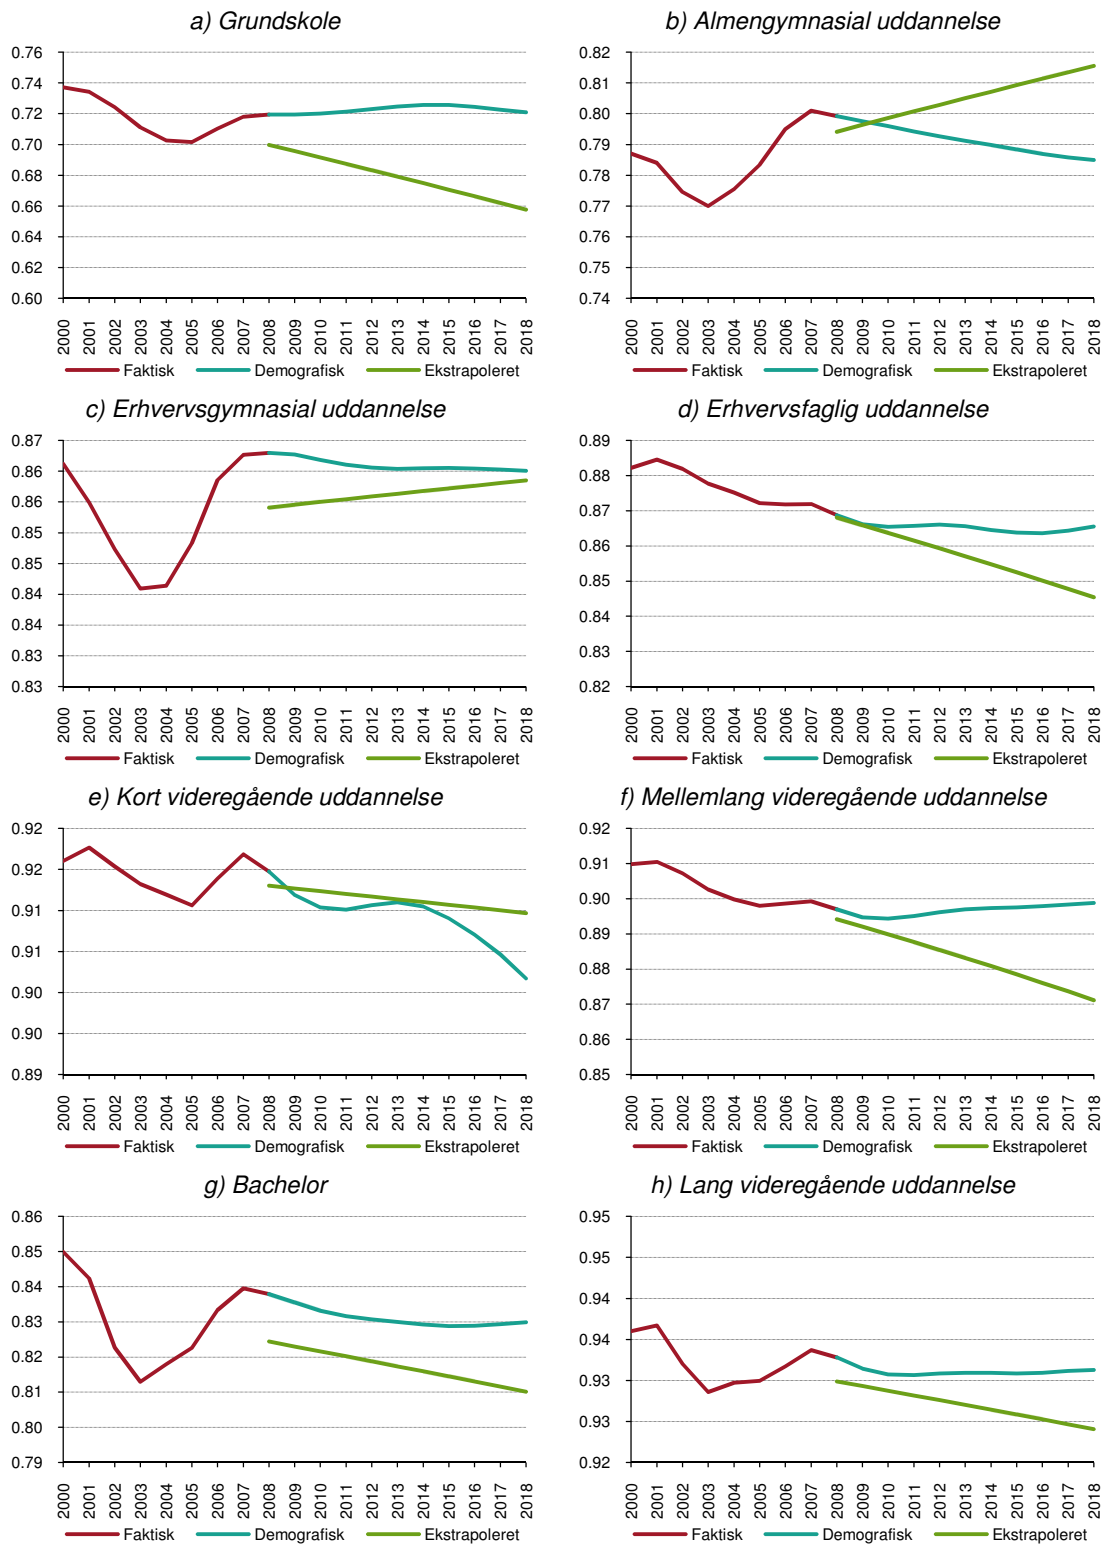 a) Grundskole
0.76
0.74
0.72
0.70
0.68
0.66
0.64
0.62
0.60
2000 2001 2002 2003 2004 2005 2006 2007 2008 2009 2010 2011 2012 2013 2014 2015 2016 2017 2018
Faktisk Demografisk Ekstrapoleret
b) Almengymnasial uddannelse
0.82
0.81
0.80
0.79
0.78
0.77
0.76
0.75
0.74
2000 2001 2002 2003 2004 2005 2006 2007 2008 2009 2010 2011 2012 2013 2014 2015 2016 2017 2018
Faktisk Demografisk Ekstrapoleret
c) Erhvervsgymnasial uddannelse
0.87
0.86
0.86
0.85
0.85
0.84
0.84
0.83
0.83
2000 2001 2002 2003 2004 2005 2006 2007 2008 2009 2010 2011 2012 2013 2014 2015 2016 2017 2018
Faktisk Demografisk Ekstrapoleret
d) Erhvervsfaglig uddannelse
0.89
0.88
0.87
0.86
0.85
0.84
0.83
0.82
2000 2001 2002 2003 2004 2005 2006 2007 2008 2009 2010 2011 2012 2013 2014 2015 2016 2017 2018
Faktisk Demografisk Ekstrapoleret
e) Kort videregående uddannelse
0.92
0.92
0.91
0.91
0.90
0.90
0.89
2000 2001 2002 2003 2004 2005 2006 2007 2008 2009 2010 2011 2012 2013 2014 2015 2016 2017 2018
Faktisk Demografisk Ekstrapoleret
f) Mellemlang videregående uddannelse
0.92
0.91
0.90
0.89
0.88
0.87
0.86
0.85
2000 2001 2002 2003 2004 2005 2006 2007 2008 2009 2010 2011 2012 2013 2014 2015 2016 2017 2018
Faktisk Demografisk Ekstrapoleret
g) Bachelor
0.86
0.85
0.84
0.83
0.82
0.81
0.80
0.79
2000 2001 2002 2003 2004 2005 2006 2007 2008 2009 2010 2011 2012 2013 2014 2015 2016 2017 2018
Faktisk Demografisk Ekstrapoleret
h) Lang videregående uddannelse
0.95
0.95
0.94
0.94
0.93
0.93
0.92
2000 2001 2002 2003 2004 2005 2006 2007 2008 2009 2010 2011 2012 2013 2014 2015 2016 2017 2018
Faktisk Demografisk Ekstrapoleret